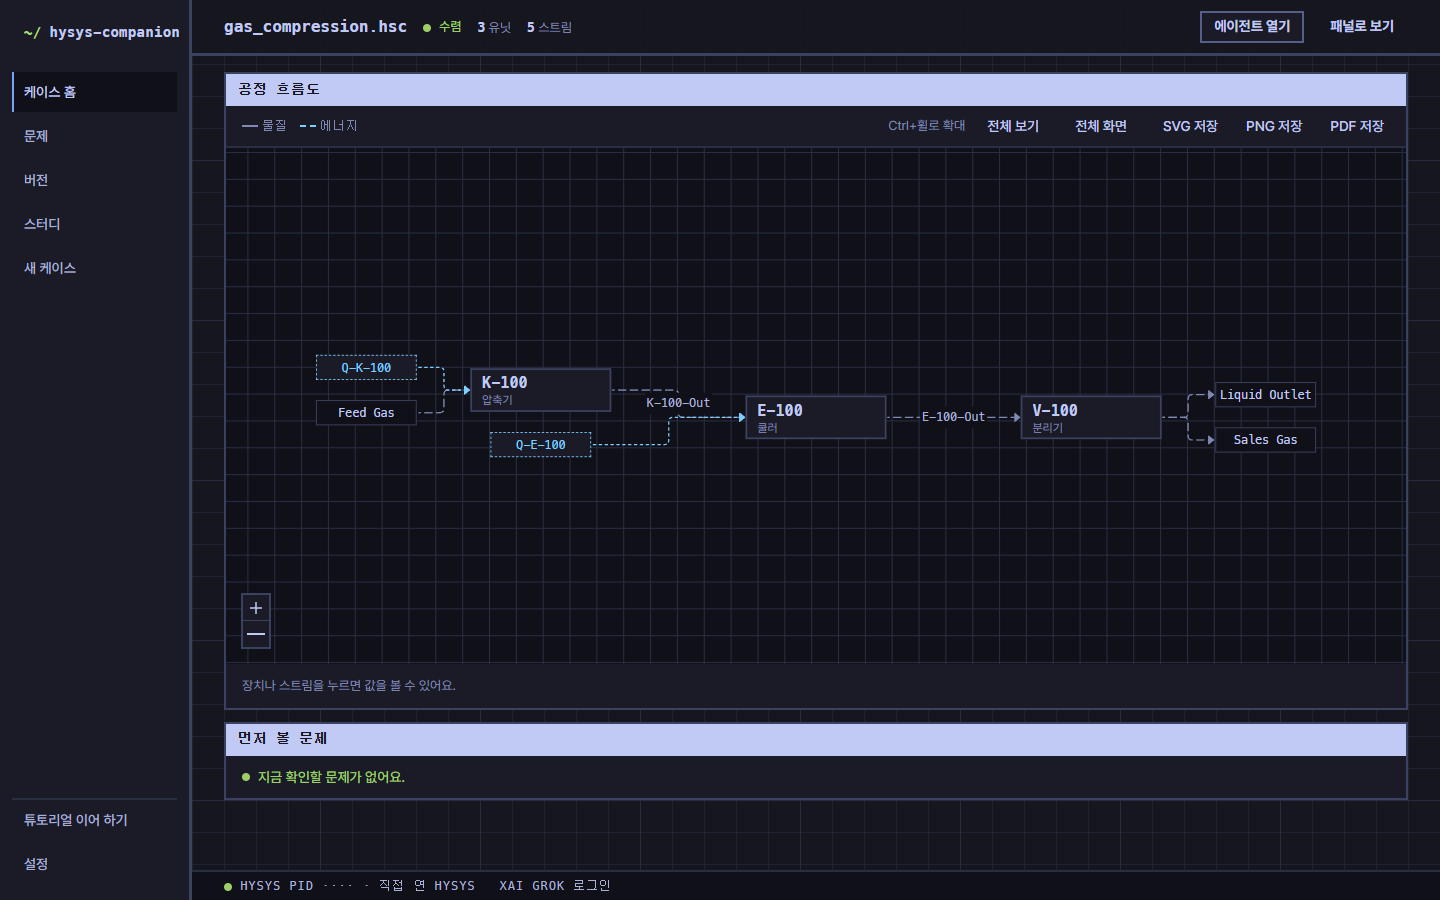 ~/ hysys-companion
케이스 홈
문제
버전
스터디
새 케이스
튜토리얼 이어 하기
설정
gas_compression.hsc 수렴 3 유닛 5 스트림
에이전트 열기 패널로 보기
공정 흐름도
물질 에너지
Ctrl+휠로 확대 전체 보기 전체 화면 SVG 저장 PNG 저장 PDF 저장
Q-K-100
Feed Gas
K-100
압축기
K-100-Out
Q-E-100
E-100
쿨러
E-100-Out
V-100
분리기
Liquid Outlet
Sales Gas
+
—
장치나 스트림을 누르면 값을 볼 수 있어요.
먼저 볼 문제
지금 확인할 문제가 없어요.
HYSYS PID ···· · 직접 연 HYSYS XAI GROK 로그인